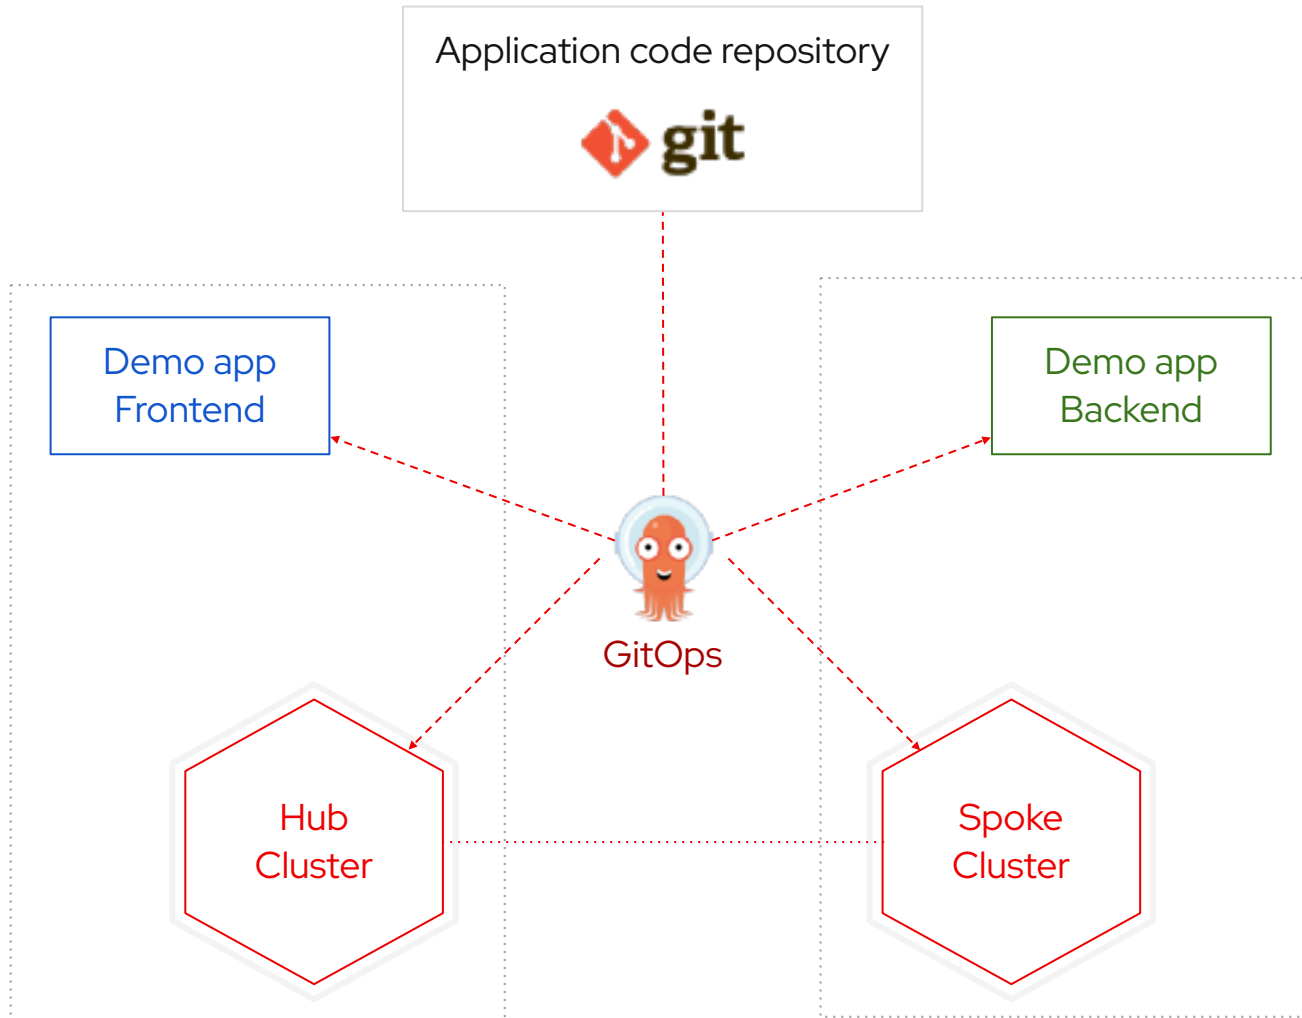 Application code repository
git
Demo app
Frontend
Demo app
Backend
GitOps
Hub
Cluster
Spoke
Cluster